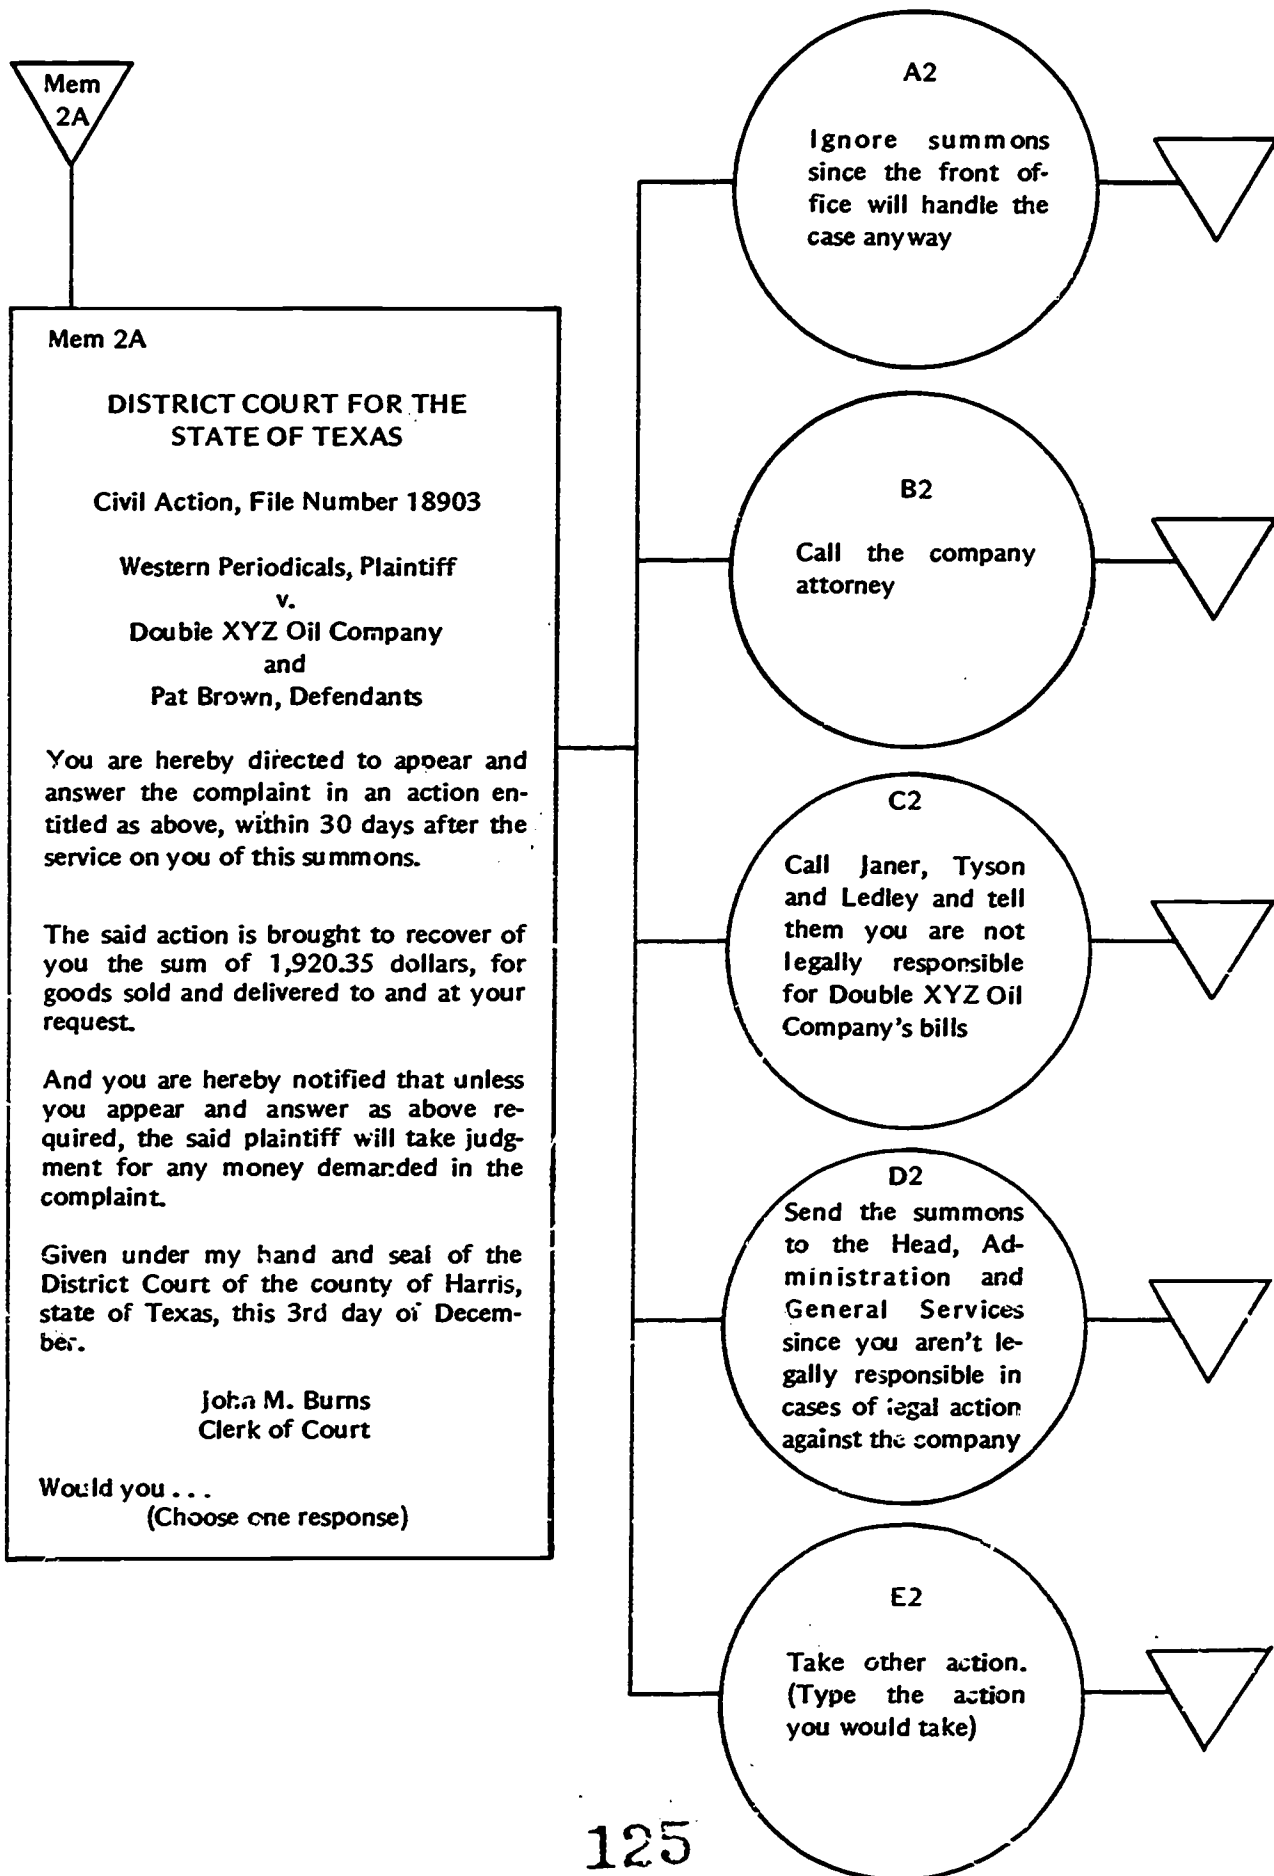 Mem
2A
Mem 2A
DISTRICT COURT FOR THE
STATE OF TEXAS
Civil Action, File Number 18903
Western Periodicals, Plaintiff
v.
Double XYZ Oil Company
and
Pat Brown, Defendants
You are hereby directed to appear and
answer the complaint in an action en-
titled as above, within 30 days after the
service on you of this summons.
The said action is brought to recover of
you the sum of 1,920.35 dollars, for
goods sold and delivered to and at your
request.
And you are hereby notified that unless
you appear and answer as above re-
quired, the said plaintiff will take judg-
ment for any money demanded in the
complaint.
Given under my hand and seal of the
District Court of the county of Harris,
state of Texas, this 3rd day of Decem-
ber.
John M. Burns
Clerk of Court
Would you . . .
(Choose one response)
A2
Ignore summons
since the front of-
fice will handle the
case anyway
B2
Call the company
attorney
C2
Call Janer, Tyson
and Ledley and tell
them you are not
legally responsible
for Double XYZ Oil
Company's bills
D2
Send the summons
to the Head, Ad-
ministration and
General Services
since you aren't le-
gally responsible in
cases of legal action
against the company
E2
Take other action.
(Type the action
you would take)
125